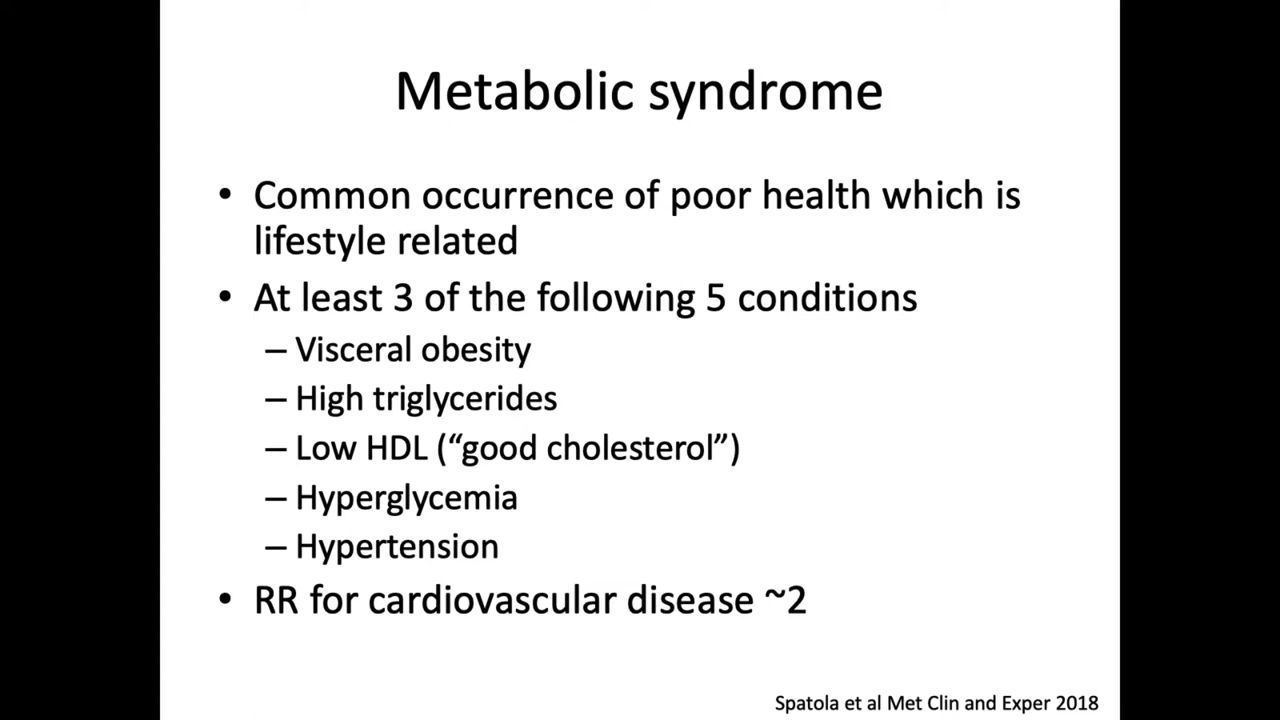 Metabolic syndrome
• Common occurrence of poor health which is
lifestyle related
• At least 3 of the following 5 conditions
– Visceral obesity
– High triglycerides
– Low HDL (“good cholesterol”)
– Hyperglycemia
– Hypertension
• RR for cardiovascular disease ~2
Spatola et al Met Clin and Exper 2018